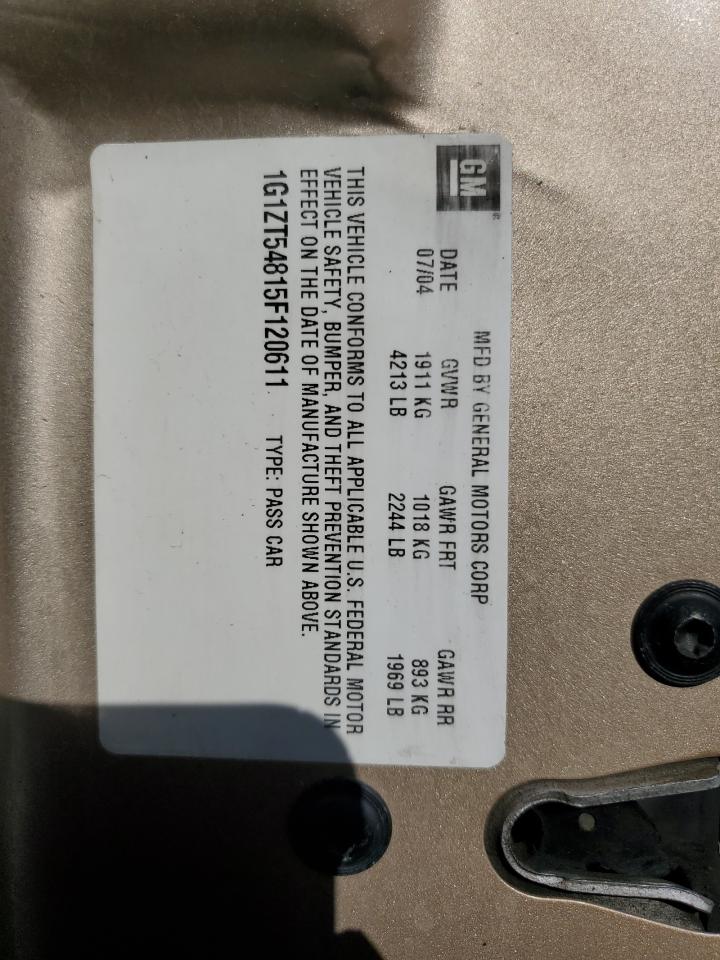 GM
MFD BY GENERAL MOTORS CORP
DATE GVWR GAWR FRT GAWR RR
07/04 1911 KG 1018 KG 893 KG
4213 LB 2244 LB 1969 LB
THIS VEHICLE CONFORMS TO ALL APPLICABLE U.S. FEDERAL MOTOR
VEHICLE SAFETY, BUMPER, AND THEFT PREVENTION STANDARDS IN
EFFECT ON THE DATE OF MANUFACTURE SHOWN ABOVE.
1G1ZT54815F120611 TYPE: PASS CAR